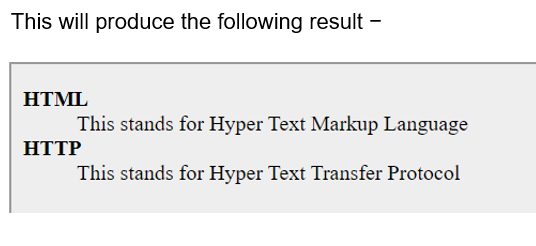 This will produce the following result −
HTML
This stands for Hyper Text Markup Language
HTTP
This stands for Hyper Text Transfer Protocol